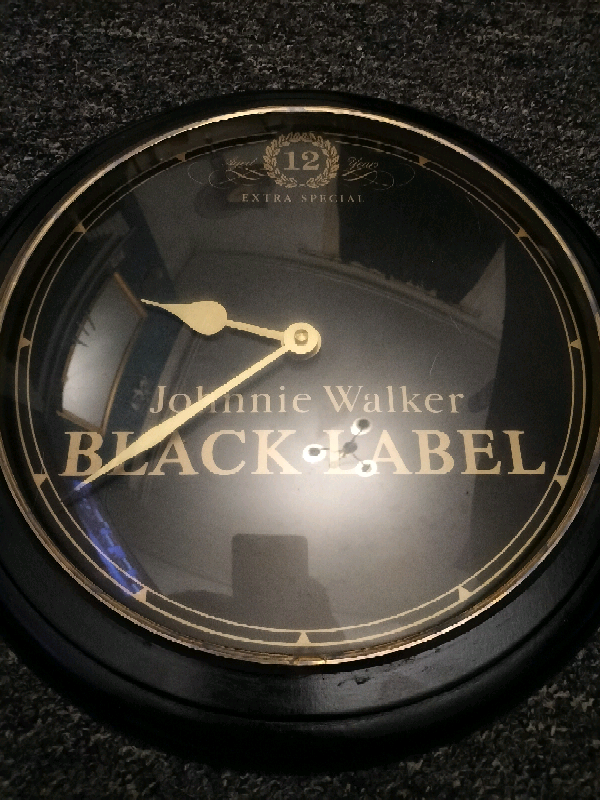 Aged 12 Years
EXTRA SPECIAL
Johnnie Walker
BLACK LABEL